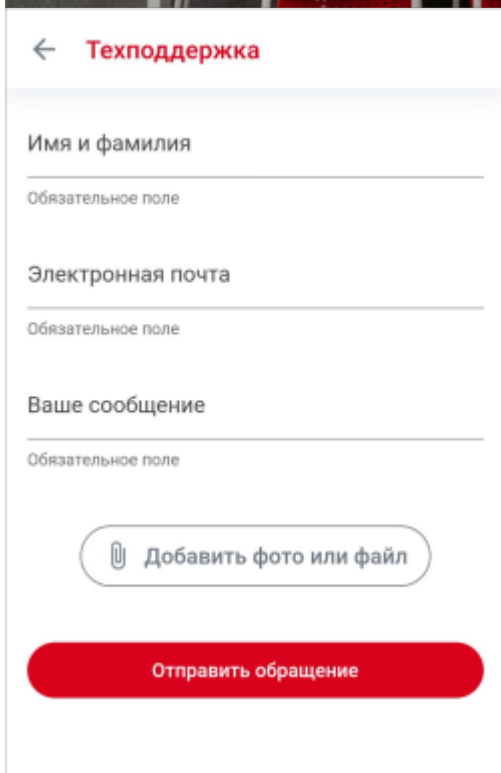 Техподдержка
Имя и фамилия
Обязательное поле
Электронная почта
Обязательное поле
Ваше сообщение
Обязательное поле
Добавить фото или файл
Отправить обращение